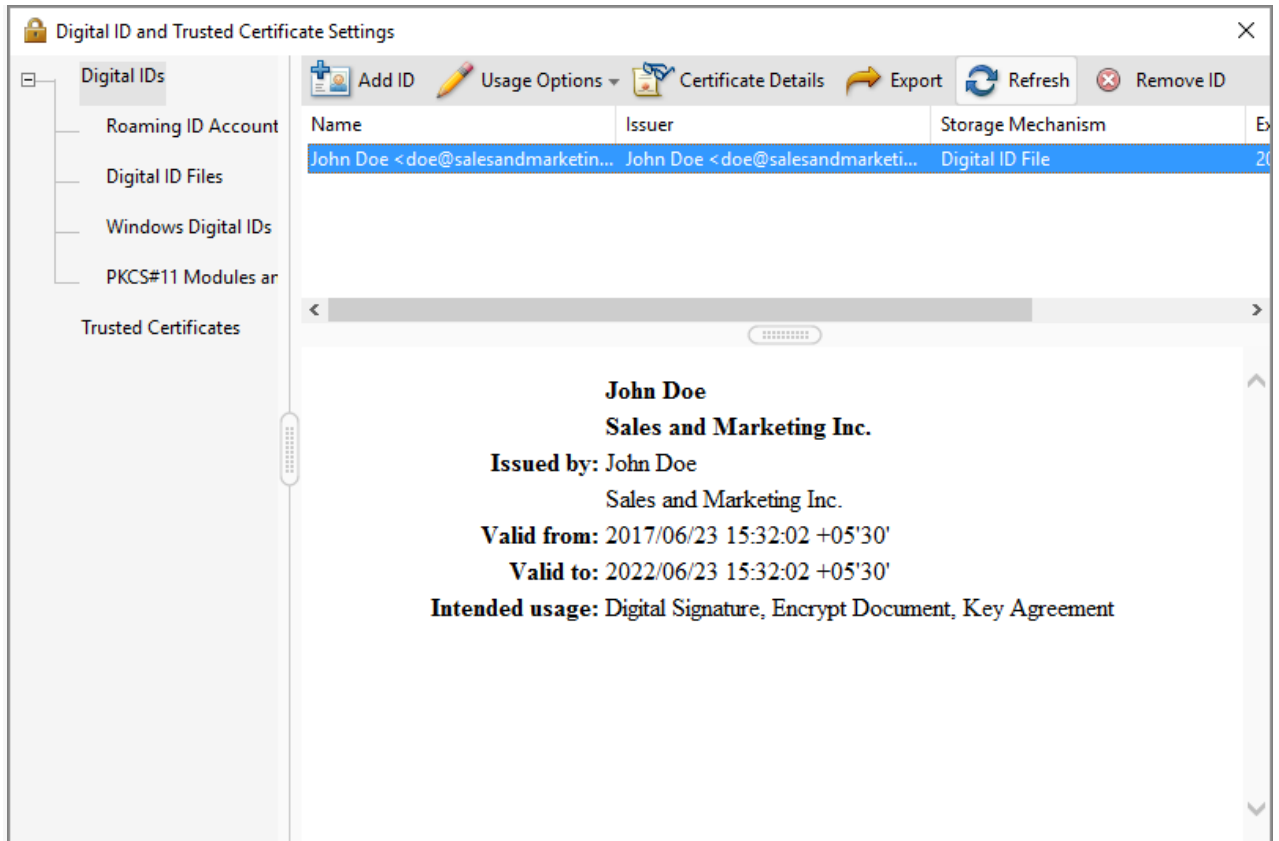 Digital ID and Trusted Certificate Settings
Digital IDs
Roaming ID Account
Digital ID Files
Windows Digital IDs
PKCS#11 Modules ar
Trusted Certificates
Add ID Usage Options Certificate Details Export Refresh Remove ID
Name Issuer Storage Mechanism Ex
John Doe <doe@salesandmarketin... John Doe <doe@salesandmarketi... Digital ID File 20
John Doe
Sales and Marketing Inc.
Issued by: John Doe
Sales and Marketing Inc.
Valid from: 2017/06/23 15:32:02 +05'30'
Valid to: 2022/06/23 15:32:02 +05'30'
Intended usage: Digital Signature, Encrypt Document, Key Agreement